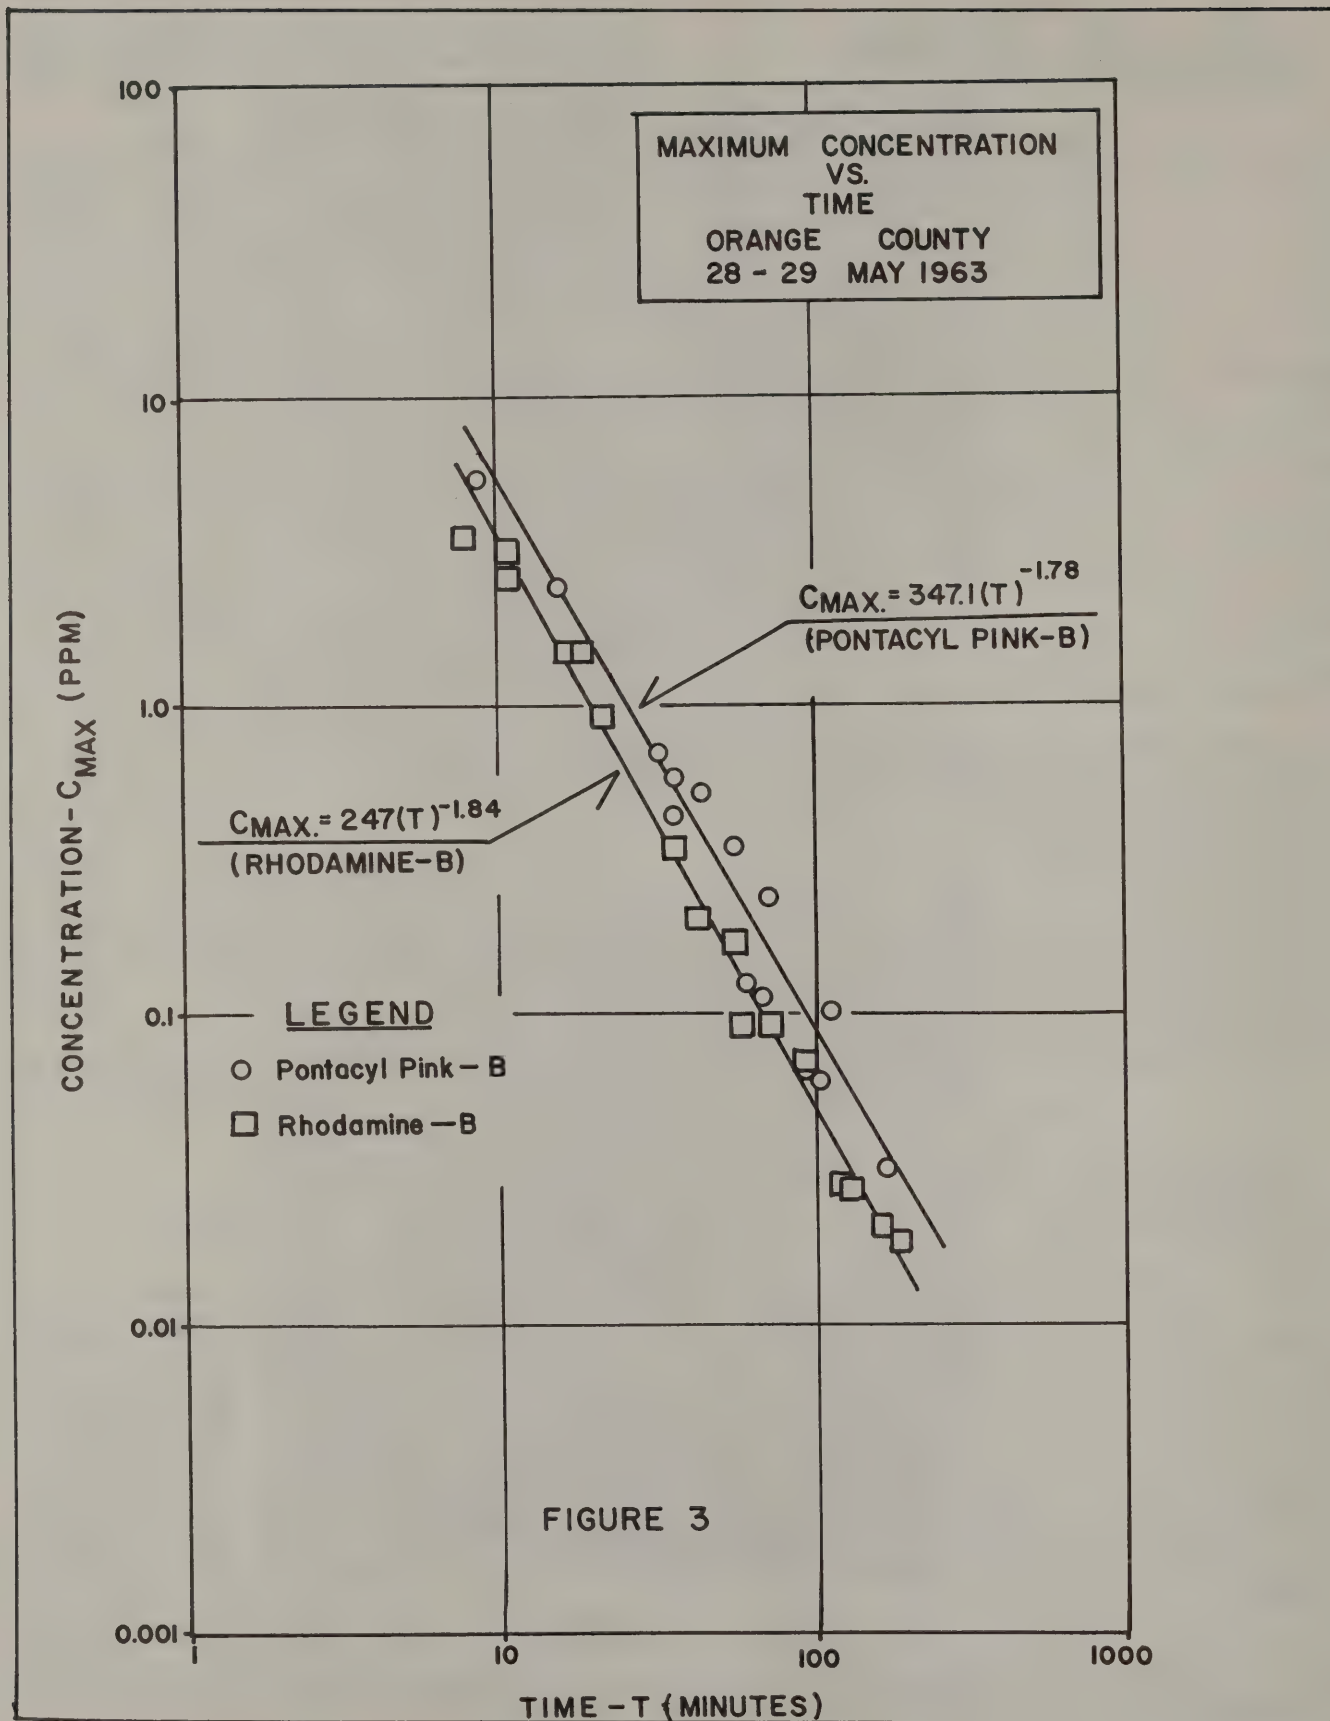 100
10
1.0
0.1
0.01
0.001
MAXIMUM CONCENTRATION
VS.
TIME
ORANGE COUNTY
28 - 29 MAY 1963
CMAX. = 347.1(T)^-1.78
(PONTACYL PINK-B)
CMAX. = 247(T)^-1.84
(RHODAMINE-B)
CONCENTRATION-CMAX (PPM)
LEGEND
Pontacyl Pink-B
Rhodamine-B
FIGURE 3
1 10 100 1000
TIME-T (MINUTES)